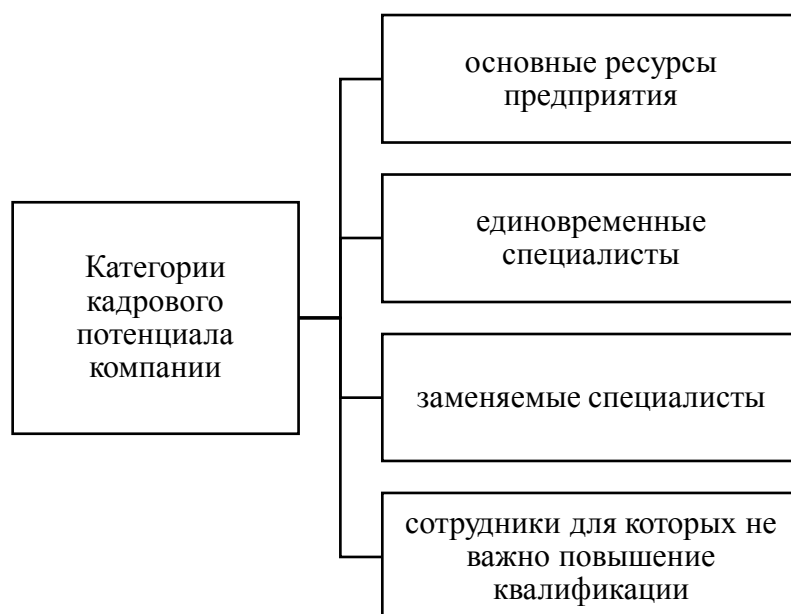 основные ресурсы
предприятия
единовременные
специалисты
Категории
кадрового
потенциала
компании
заменяемые специалисты
сотрудники для которых не
важно повышение
квалификации